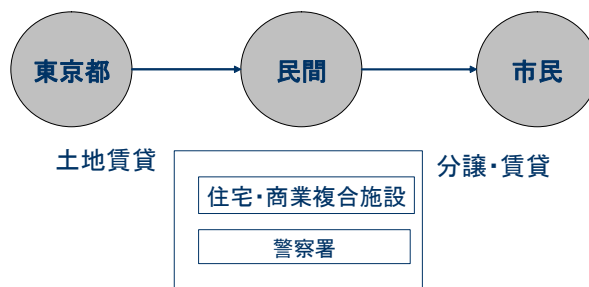 東京都
民間
市民
土地賃貸
分譲・賃貸
住宅・商業複合施設
警察署